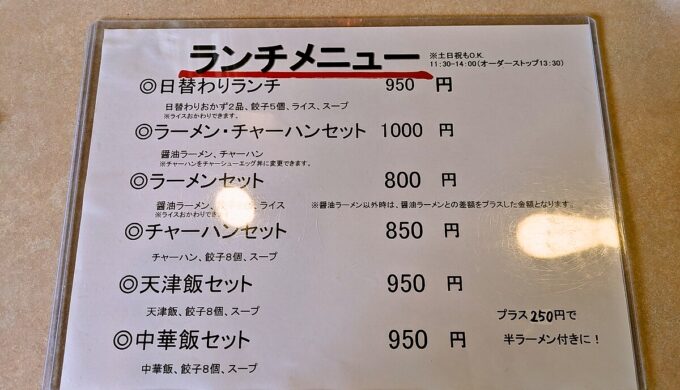 ランチメニュー ※土日祝もO.K.
11:30-14:00(オーダーストップ13:30)
◎日替わりランチ 950 円
日替わりおかず2品、餃子5個、ライス、スープ
※ライスおかわりできます。
◎ラーメン・チャーハンセット 1000 円
醤油ラーメン、チャーハン
※チャーハンをチャーシューエッグ丼に変更できます。
◎ラーメンセット 800 円
醤油ラーメン、ライス ※醤油ラーメン以外時は、醤油ラーメンとの差額をプラスした金額となります。
※ライスおかわりでき
◎チャーハンセット 850 円
チャーハン、餃子8個、スープ
◎天津飯セット 950 円
天津飯、餃子8個、スープ
◎中華飯セット 950 円
中華飯、餃子8個、スープ
プラス250円で
半ラーメン付きに！